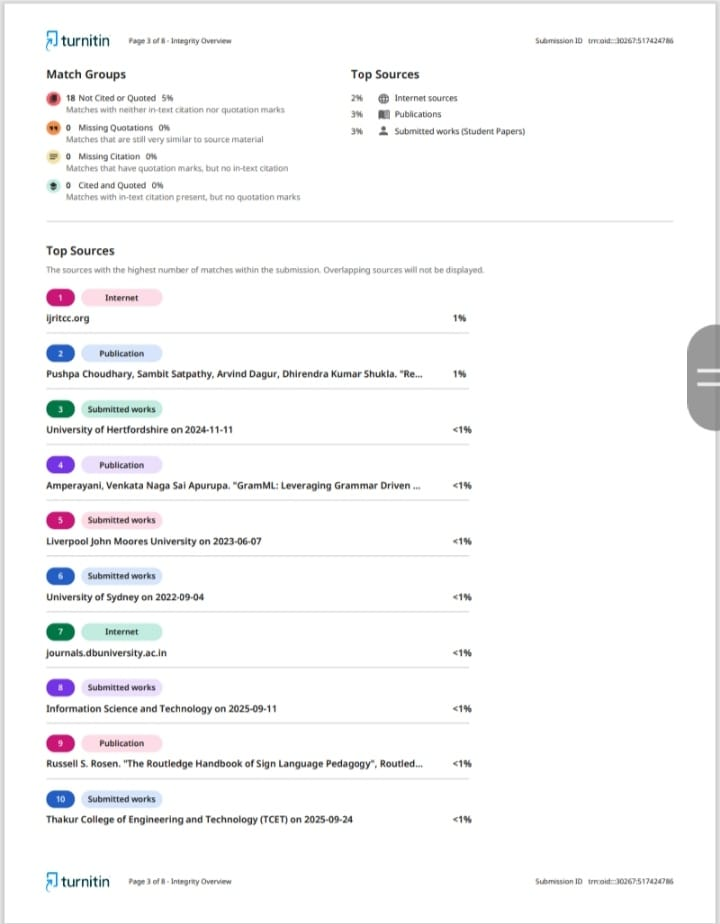 turnitin Page 3 of 8 - Integrity Overview Submission ID trn:oid:::30267:517424786
Match Groups
18 Not Cited or Quoted 5%
Matches with neither in-text citation nor quotation marks
0 Missing Quotations 0%
Matches that are still very similar to source material
0 Missing Citation 0%
Matches that have quotation marks, but no in-text citation
0 Cited and Quoted 0%
Matches with in-text citation present, but no quotation marks
Top Sources
2% Internet sources
3% Publications
3% Submitted works (Student Papers)
Top Sources
The sources with the highest number of matches within the submission. Overlapping sources will not be displayed.
1 Internet
ijritcc.org 1%
2 Publication
Pushpa Choudhary, Sambit Satpathy, Arvind Dagur, Dhirendra Kumar Shukla. "Re... 1%
3 Submitted works
University of Hertfordshire on 2024-11-11 <1%
4 Publication
Amperayani, Venkata Naga Sai Apurupa. "GramML: Leveraging Grammar Driven ... <1%
5 Submitted works
Liverpool John Moores University on 2023-06-07 <1%
6 Submitted works
University of Sydney on 2022-09-04 <1%
7 Internet
journals.dbuniversity.ac.in <1%
8 Submitted works
Information Science and Technology on 2025-09-11 <1%
9 Publication
Russell S. Rosen. "The Routledge Handbook of Sign Language Pedagogy", Routled... <1%
10 Submitted works
Thakur College of Engineering and Technology (TCET) on 2025-09-24 <1%
turnitin Page 3 of 8 - Integrity Overview Submission ID trn:oid:::30267:517424786